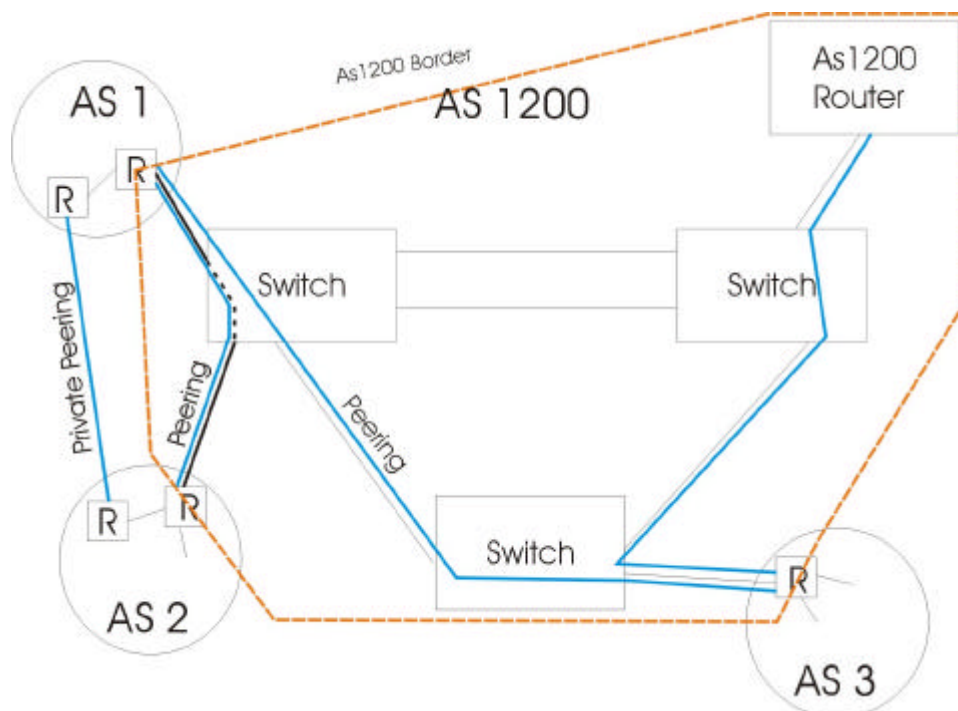 As1200 Border
As1200
Router
AS 1
AS 1200
R
R
Switch
Switch
Private Peering
Peering
Peering
R
R
Switch
R
AS 2
AS 3